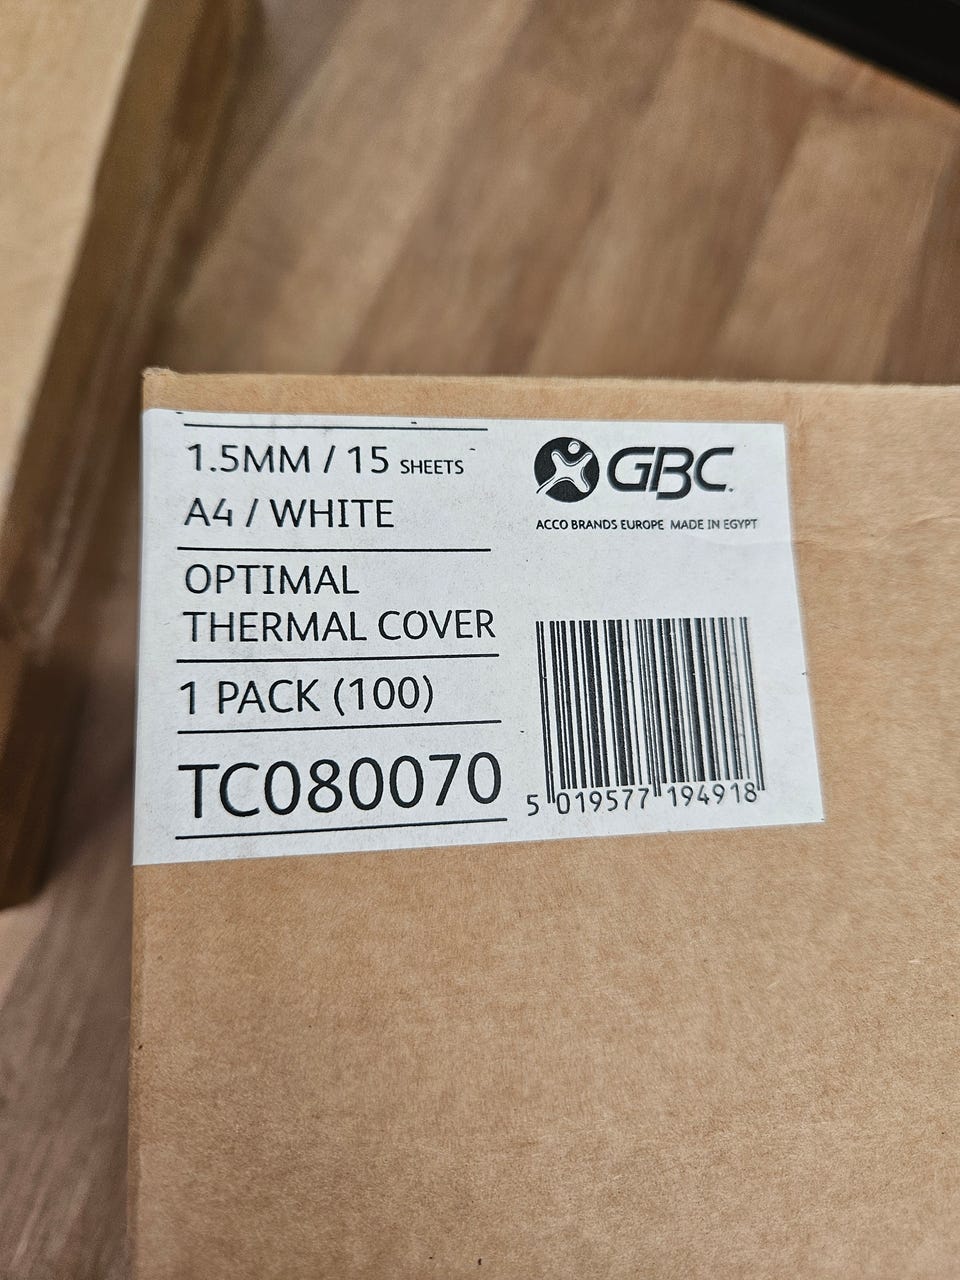 1.5MM / 15 SHEETS
A4 / WHITE
OPTIMAL
THERMAL COVER
1 PACK (100)
TC080070
GBC
ACCO BRANDS EUROPE MADE IN EGYPT
5 019577 194918